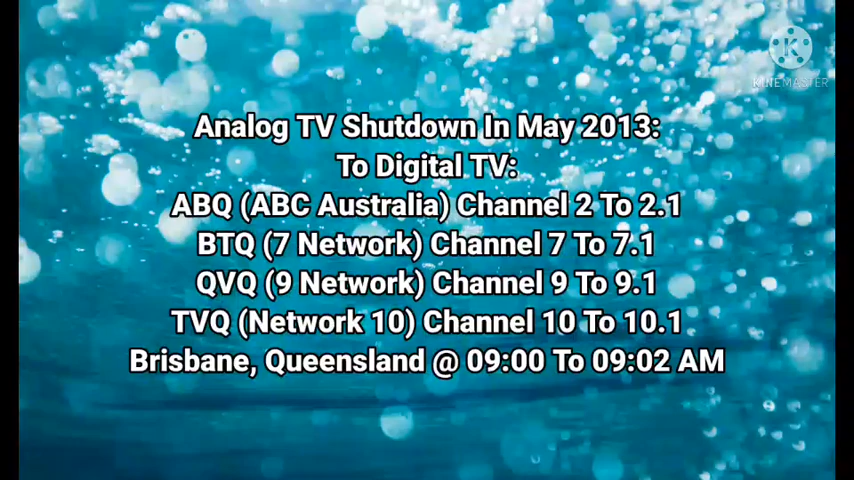 K
KINEMASTER
Analog TV Shutdown In May 2013:
To Digital TV:
ABQ (ABC Australia) Channel 2 To 2.1
BTQ (7 Network) Channel 7 To 7.1
QVQ (9 Network) Channel 9 To 9.1
TVQ (Network 10) Channel 10 To 10.1
Brisbane, Queensland @ 09:00 To 09:02 AM